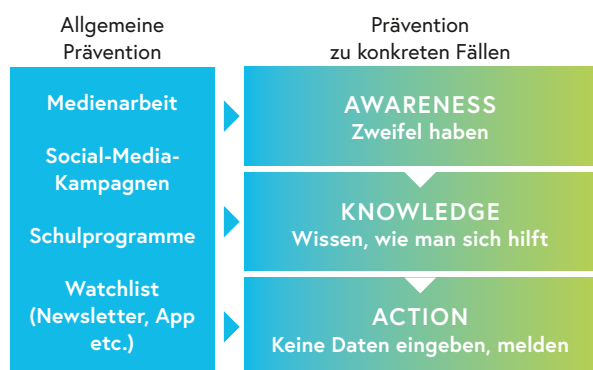 Allgemeine
Prävention
Medienarbeit
Social-Media-
Kampagnen
Schulprogramme
Watchlist
(Newsletter, App
etc.)
Prävention
zu konkreten Fällen
AWARENESS
Zweifel haben
KNOWLEDGE
Wissen, wie man sich hilft
ACTION
Keine Daten eingeben, melden